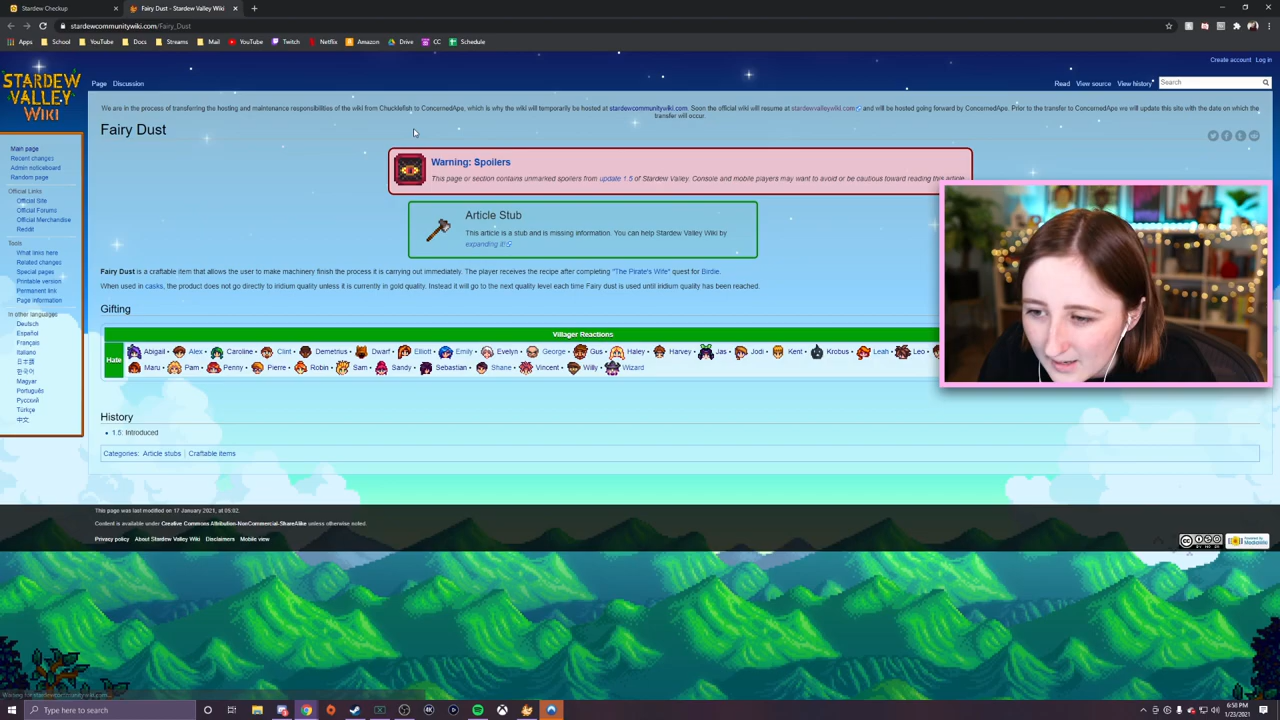 Stardew Checkup
Fairy Dust - Stardew Valley Wiki
stardewcommunitywiki.com/Fairy_Dust
Apps School YouTube Docs Streams Mail YouTube Twitch Netflix Amazon Drive CC Schedule
Create account Log in
Page Discussion Read View source View history Search
STARDEW VALLEY WIKI
We are in the process of transferring the hosting and maintenance responsibilities of the wiki from Chucklefish to ConcernedApe, which is why the wiki will temporarily be hosted at stardewcommunitywiki.com. Soon the official wiki will resume at stardewvalleywiki.com and will be hosted going forward by ConcernedApe. Prior to the transfer to ConcernedApe we will update this site with the date on which the
transfer will occur.
Fairy Dust
Warning: Spoilers
This page or section contains unmarked spoilers from update 1.5 of Stardew Valley. Console and mobile players may want to avoid or be cautious toward reading this article.
Article Stub
This article is a stub and is missing information. You can help Stardew Valley Wiki by
expanding it!
Fairy Dust is a craftable item that allows the user to make machinery finish the process it is carrying out immediately. The player receives the recipe after completing "The Pirate's Wife" quest for Birdie.
When used in casks, the product does not go directly to iridium quality unless it is currently in gold quality. Instead it will go to the next quality level each time Fairy dust is used until iridium quality has been reached.
Gifting
Villager Reactions
Hate
Abigail • Alex • Caroline • Clint • Demetrius • Dwarf • Elliott • Emily • Evelyn • George • Gus • Haley • Harvey • Jas • Jodi • Kent • Krobus • Leah • Leo •
Maru • Pam • Penny • Pierre • Robin • Sam • Sandy • Sebastian • Shane • Vincent • Willy • Wizard
History
1.5: Introduced
Categories: Article stubs | Craftable items
Main page
Recent changes
Admin noticeboard
Random page
Official Links
Official Site
Official Forums
Official Merchandise
Reddit
Tools
What links here
Related changes
Special pages
Printable version
Permanent link
Page information
In other languages
Deutsch
Español
Français
日本語
한국어
Magyar
Italiano
Português
Русский
Türkçe
中文
This page was last modified on 17 January 2021, at 05:02.
Content is available under Creative Commons Attribution-NonCommercial-ShareAlike unless otherwise noted.
Privacy policy About Stardew Valley Wiki Disclaimers Mobile view
Waiting for stardewcommunitywiki.com...
Type here to search
6:58 PM
1/23/2021